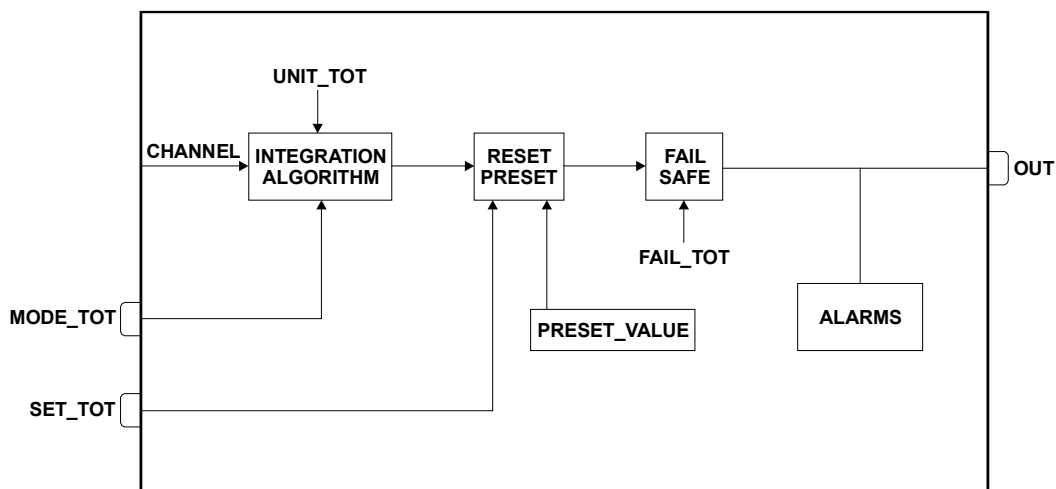 UNIT_TOT
CHANNEL
INTEGRATION
ALGORITHM
RESET
PRESET
FAIL
SAFE
OUT
FAIL_TOT
MODE_TOT
PRESET_VALUE
ALARMS
SET_TOT